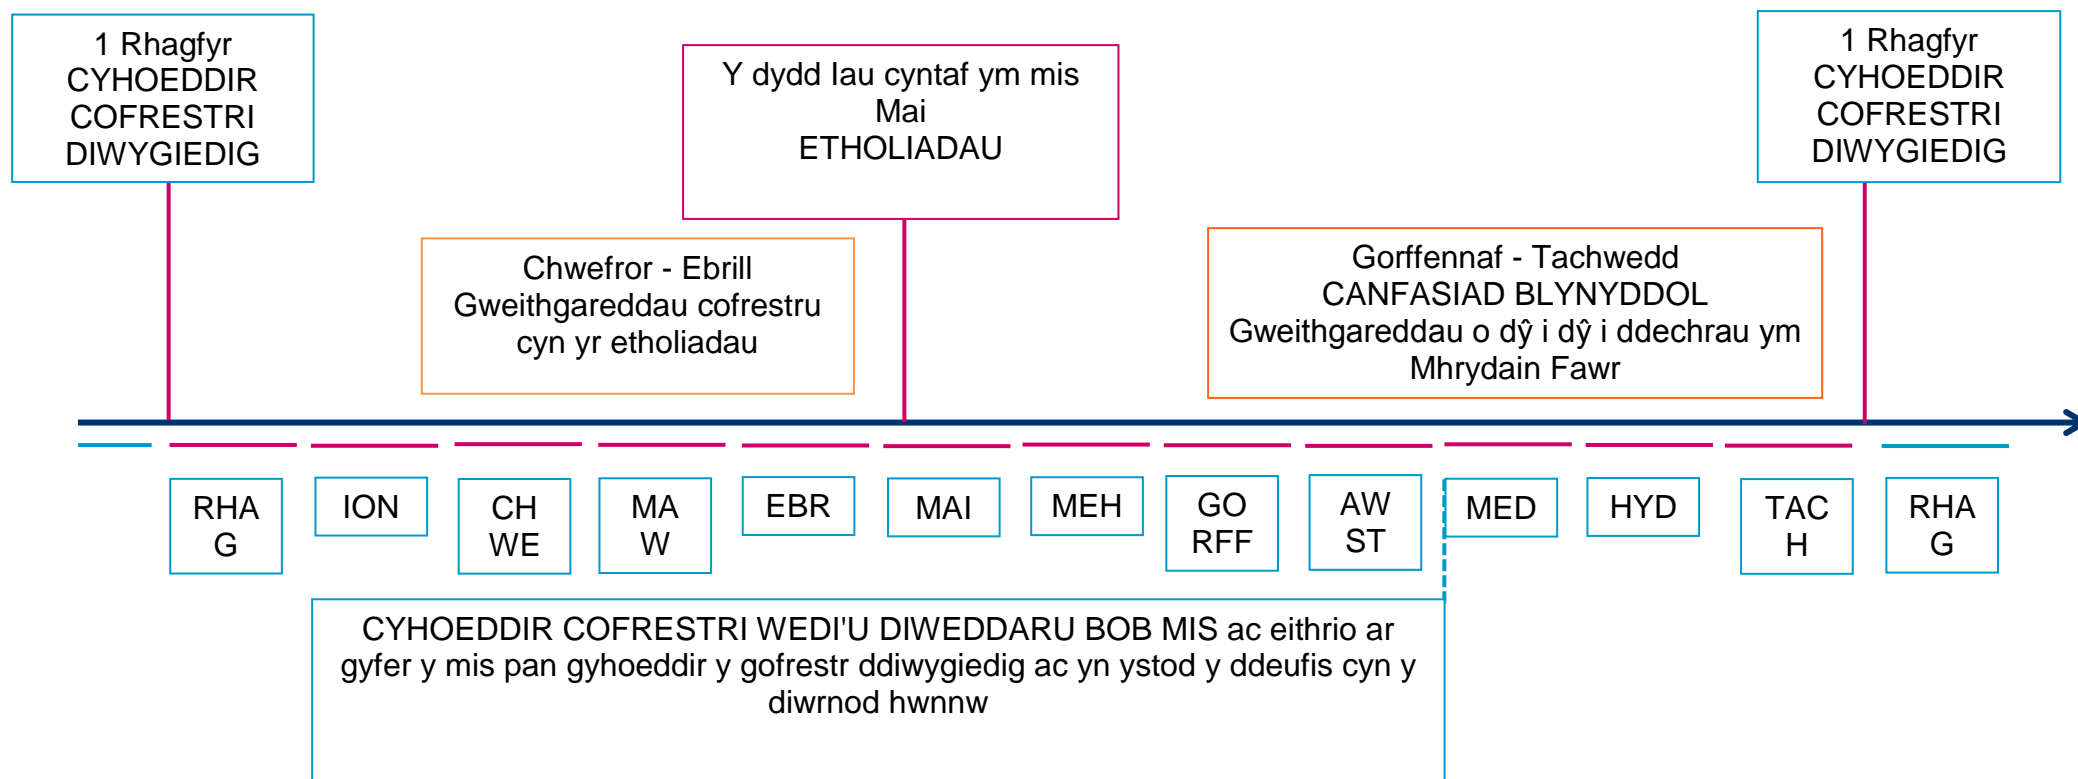 1 Rhagfyr
CYHOEDDIR
COFRESTRI
DIWYGIEDIG
Y dydd Iau cyntaf ym mis
Mai
ETHOLIADAU
1 Rhagfyr
CYHOEDDIR
COFRESTRI
DIWYGIEDIG
Chwefror - Ebrill
Gweithgareddau cofrestru
cyn yr etholiadau
Gorffennaf - Tachwedd
CANFASIAD BLYNYDDOL
Gweithgareddau o dŷ i dŷ i ddechrau ym
Mhrydain Fawr
RHA
G
ION
CH
WE
MA
W
EBR
MAI
MEH
GO
RFF
AW
ST
MED
HYD
TAC
H
RHA
G
CYHOEDDIR COFRESTRI WEDI'U DIWEDDARU BOB MIS ac eithrio ar
gyfer y mis pan gyhoeddir y gofrestr ddiwygiedig ac yn ystod y ddeufis cyn y
diwrnod hwnnw